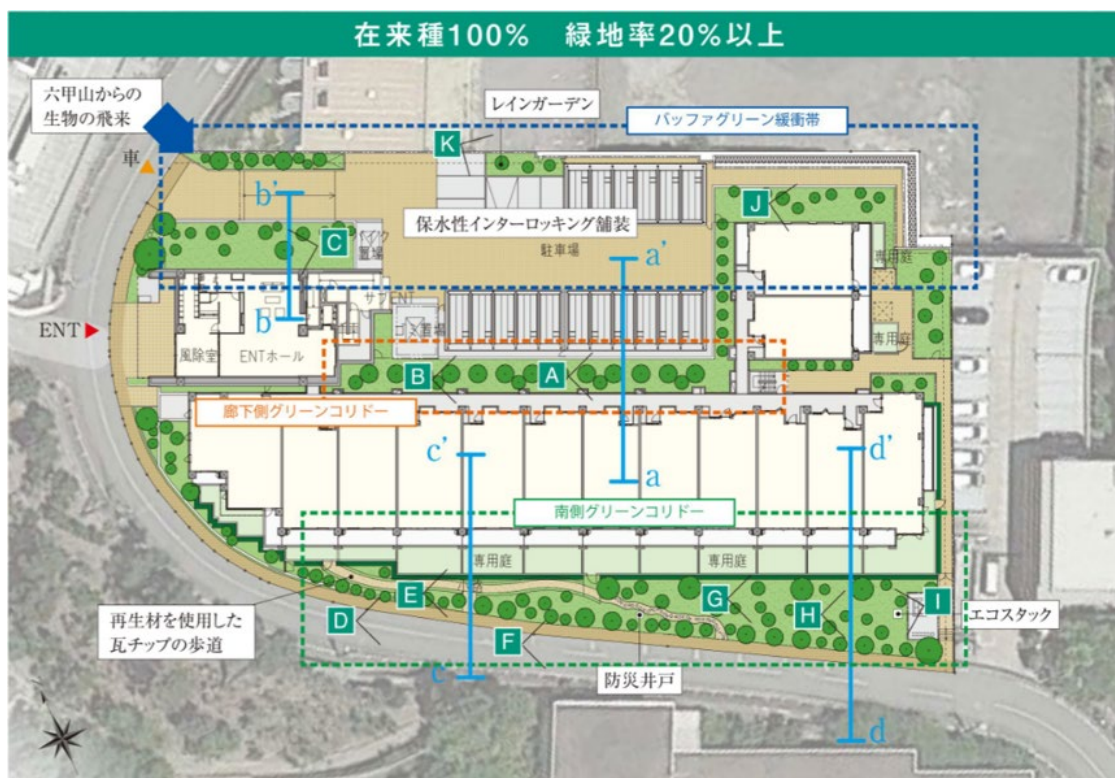 在来種100%　緑地率20%以上
六甲山からの
生物の飛来
レインガーデン
バッファグリーン緩衝帯
車
K
b'
J
保水性インターロッキング舗装
C
置場
駐車場
a'
専用庭
b
サブENT
ENT
ゴミ置場
専用庭
風除室
ENTホール
B
A
廊下側グリーンコリドー
c'
d'
a
南側グリーンコリドー
専用庭
専用庭
E
G
H
I
エコスタック
再生材を使用した
瓦チップの歩道
D
F
c
防災井戸
d